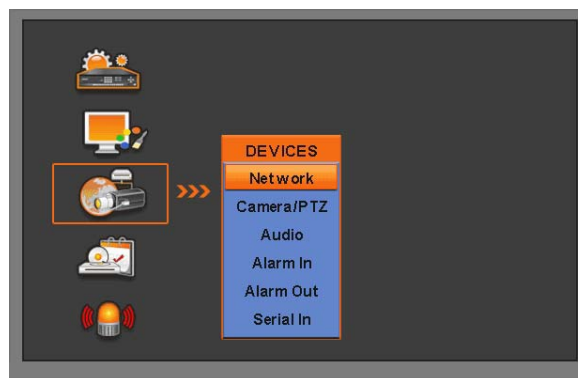 DEVICES
Network
Camera/PTZ
Audio
Alarm In
Alarm Out
Serial In